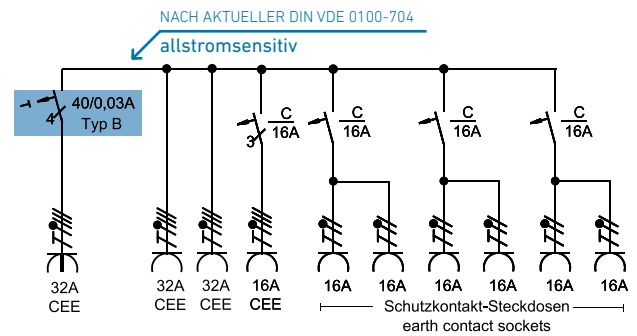 NACH AKTUELLER DIN VDE 0100-704
allstromsensitiv
40/0,03A
4
Typ B
C
16A
3
C
16A
C
16A
C
16A
32A
CEE
32A
CEE
32A
CEE
16A
CEE
16A
16A
16A
16A
16A
16A
Schutzkontakt-Steckdosen
earth contact sockets